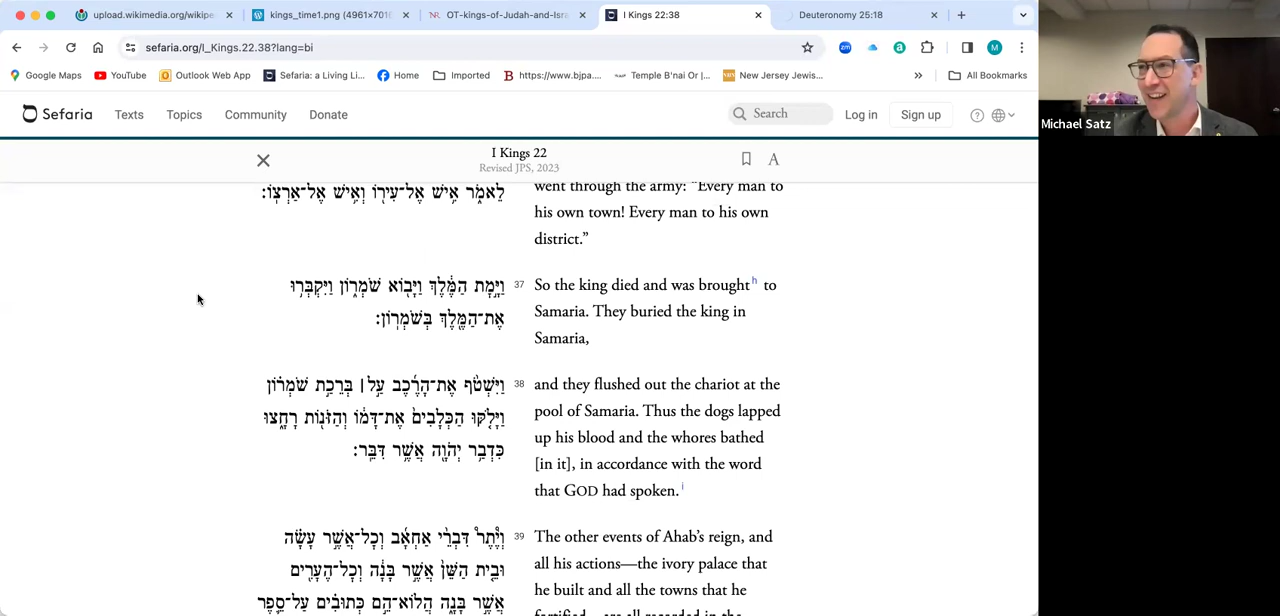 upload.wikimedia.org/wikipe
kings_time1.png (4961×701
OT-kings-of-Judah-and-Isra
I Kings 22:38
Deuteronomy 25:18
sefaria.org/I_Kings.22.38?lang=bi
Google Maps
YouTube
Outlook Web App
Sefaria: a Living Li...
Home
Imported
https://www.bjpa....
Temple B'nai Or |...
New Jersey Jewis...
All Bookmarks
Sefaria
Texts
Topics
Community
Donate
Search
Log in
Sign up
I Kings 22
Revised JPS, 2023
A
לֵאמֹ֑ר אִ֥ישׁ אֶל־עִיר֖וֹ וְאִ֥ישׁ אֶל־אַרְצֽוֹ׃
went through the army: “Every man to
his own town! Every man to his own
district.”
וַיָּ֣מׇת הַמֶּ֔לֶךְ וַיָּב֖וֹא שֹׁמְר֑וֹן וַיִּקְבְּר֥וּ
אֶת־הַמֶּ֖לֶךְ בְּשֹׁמְרֽוֹן׃
37
So the king died and was brought h to
Samaria. They buried the king in
Samaria,
וַיִּשְׁטֹ֨ף אֶת־הָרֶ֜כֶב עַ֣ל ׀ בְּרֵכַ֣ת שֹׁמְר֗וֹן
וַיָּלֹ֤קּוּ הַכְּלָבִים֙ אֶת־דָּמ֔וֹ וְהַזֹּנ֖וֹת רָחָ֑צוּ
כִּדְבַ֥ר יְהֹוָ֖ה אֲשֶׁ֥ר דִּבֵּֽר׃
38
and they flushed out the chariot at the
pool of Samaria. Thus the dogs lapped
up his blood and the whores bathed
[in it], in accordance with the word
that GOD had spoken. i
וְיֶ֩תֶר֩ דִּבְרֵ֨י אַחְאָ֜ב וְכׇל־אֲשֶׁ֣ר עָשָׂ֗ה
וּבֵ֤ית הַשֵּׁן֙ אֲשֶׁ֣ר בָּנָ֔ה וְכׇל־הֶעָרִ֖ים
אֲשֶׁ֣ר בָּנָ֑ה הֲלוֹא־הֵ֣ם כְּתוּבִ֗ים עַל־סֵ֛פֶר
39
The other events of Ahab’s reign, and
all his actions—the ivory palace that
he built and all the towns that he
Michael Satz